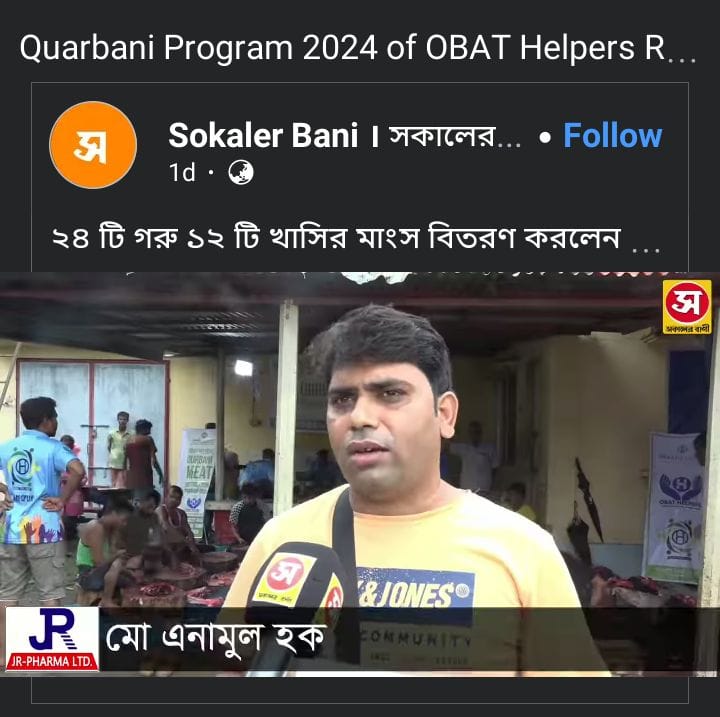 Quarbani Program 2024 of OBAT Helpers R...
স
Sokaler Bani । সকালের... • Follow
1d ·
২৪ টি গরু ১২ টি খাসির মাংস বিতরণ করলেন ...
স
সকালের বাণী
QURBANI
MEAT
OBAT HELPERS
স
& JONES®
COMMUNITY
JR
JR-PHARMA LTD.
মো এনামুল হক